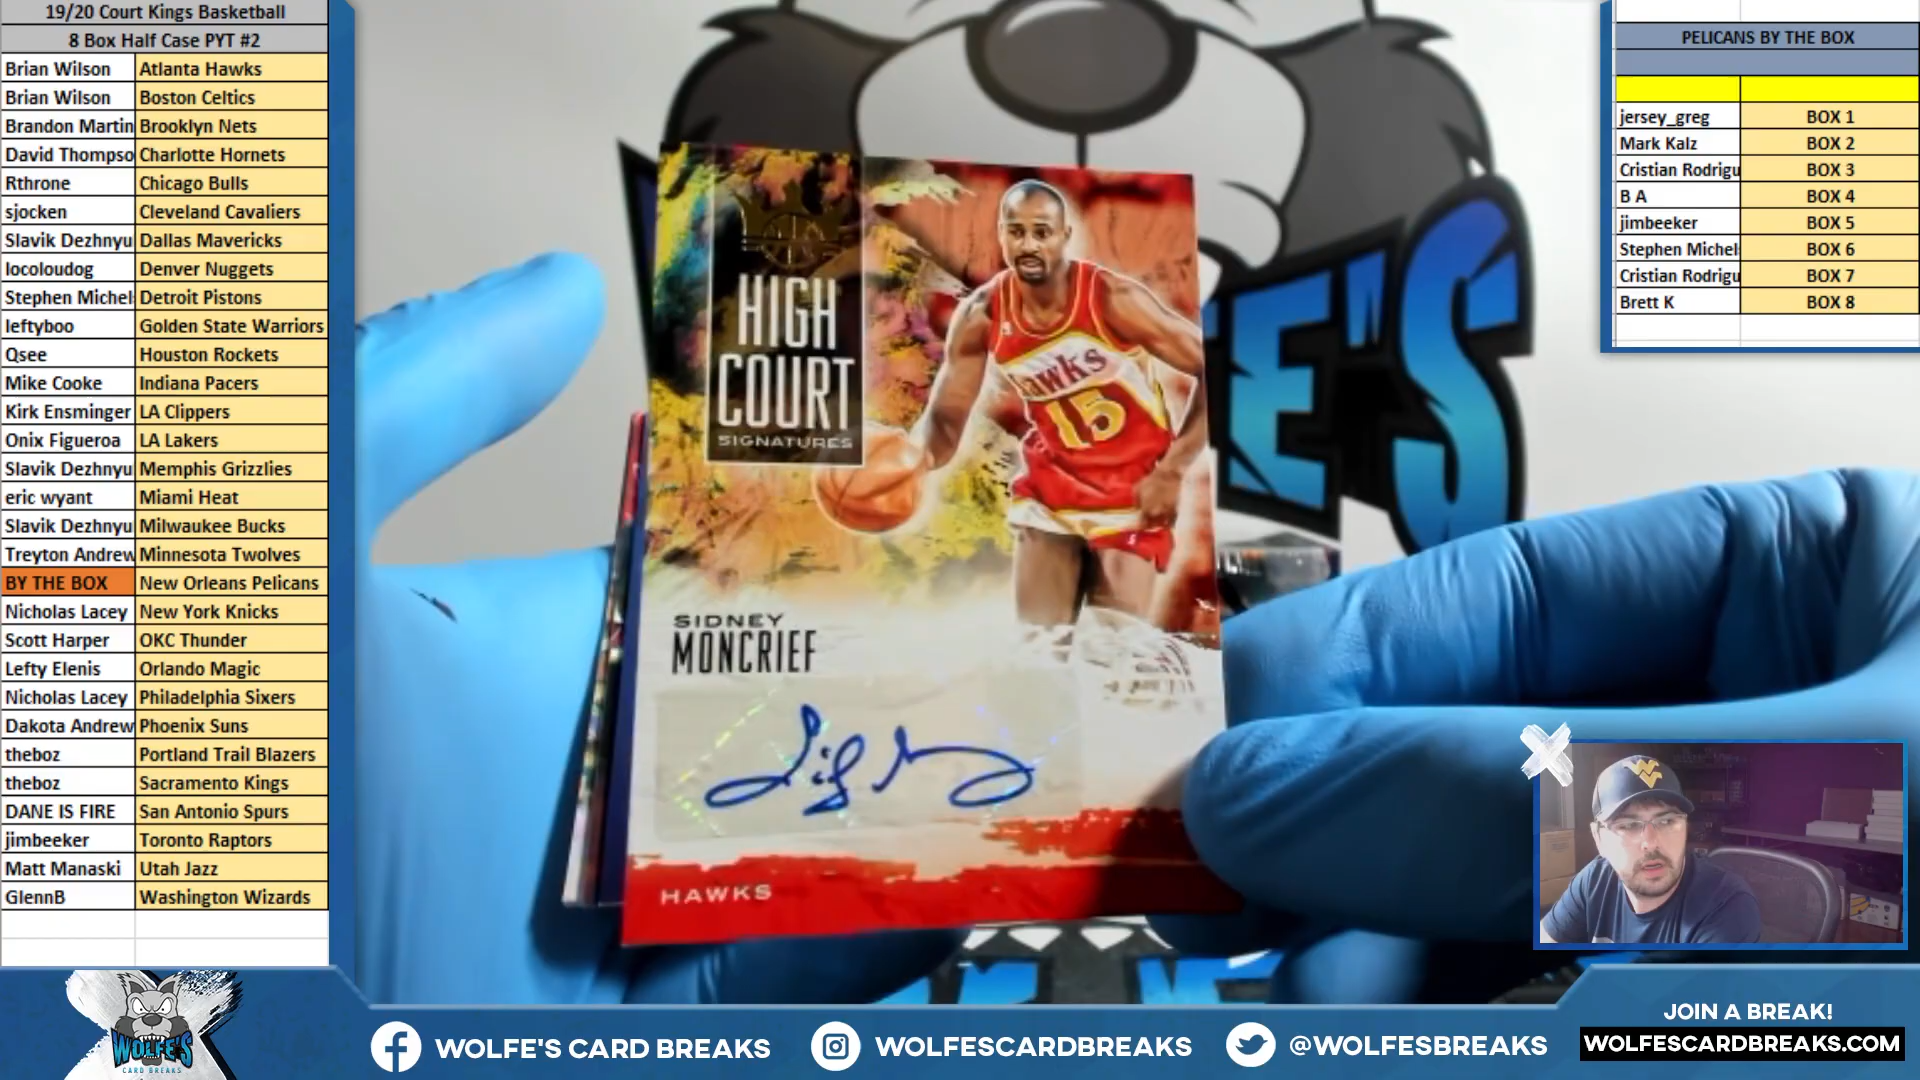 19/20 Court Kings Basketball
8 Box Half Case PYT #2
Brian Wilson Atlanta Hawks
Brian Wilson Boston Celtics
Brandon Martin Brooklyn Nets
David Thompso Charlotte Hornets
Rthrone Chicago Bulls
sjocken Cleveland Cavaliers
Slavik Dezhnyu Dallas Mavericks
locoloudog Denver Nuggets
Stephen Michel Detroit Pistons
leftyboo Golden State Warriors
Qsee Houston Rockets
Mike Cooke Indiana Pacers
Kirk Ensminger LA Clippers
Onix Figueroa LA Lakers
Slavik Dezhnyu Memphis Grizzlies
eric wyant Miami Heat
Slavik Dezhnyu Milwaukee Bucks
Treyton Andrew Minnesota Twolves
BY THE BOX New Orleans Pelicans
Nicholas Lacey New York Knicks
Scott Harper OKC Thunder
Lefty Elenis Orlando Magic
Nicholas Lacey Philadelphia Sixers
Dakota Andrew Phoenix Suns
theboz Portland Trail Blazers
theboz Sacramento Kings
DANE IS FIRE San Antonio Spurs
jimbeeker Toronto Raptors
Matt Manaski Utah Jazz
GlennB Washington Wizards
HIGH
COURT
SIGNATURES
Hawks
15
SIDNEY
MONCRIEF
HAWKS
PELICANS BY THE BOX
jersey_greg BOX 1
Mark Kalz BOX 2
Cristian Rodrigu BOX 3
B A BOX 4
jimbeeker BOX 5
Stephen Michel BOX 6
Cristian Rodrigu BOX 7
Brett K BOX 8
E'S
WOLFE'S
CARD BREAKS
WOLFE'S CARD BREAKS
WOLFESCARDBREAKS
@WOLFESBREAKS
JOIN A BREAK!
WOLFESCARDBREAKS.COM